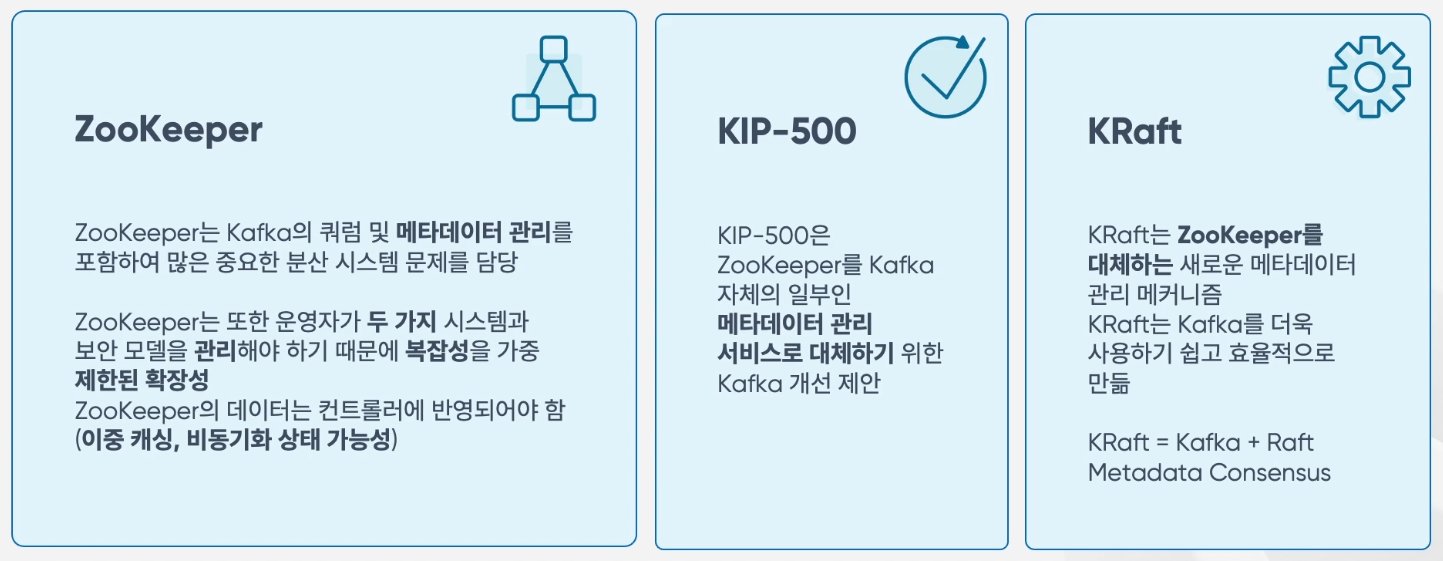 ZooKeeper
ZooKeeper는 Kafka의 쿼럼 및 메타데이터 관리를
포함하여 많은 중요한 분산 시스템 문제를 담당
ZooKeeper는 또한 운영자가 두 가지 시스템과
보안 모델을 관리해야 하기 때문에 복잡성을 가중
제한된 확장성
ZooKeeper의 데이터는 컨트롤러에 반영되어야 함
(이중 캐싱, 비동기화 상태 가능성)
KIP-500
KIP-500은
ZooKeeper를 Kafka
자체의 일부인
메타데이터 관리
서비스로 대체하기 위한
Kafka 개선 제안
KRaft
KRaft는 ZooKeeper를
대체하는 새로운 메타데이터
관리 메커니즘
KRaft는 Kafka를 더욱
사용하기 쉽고 효율적으로
만듦
KRaft = Kafka + Raft
Metadata Consensus